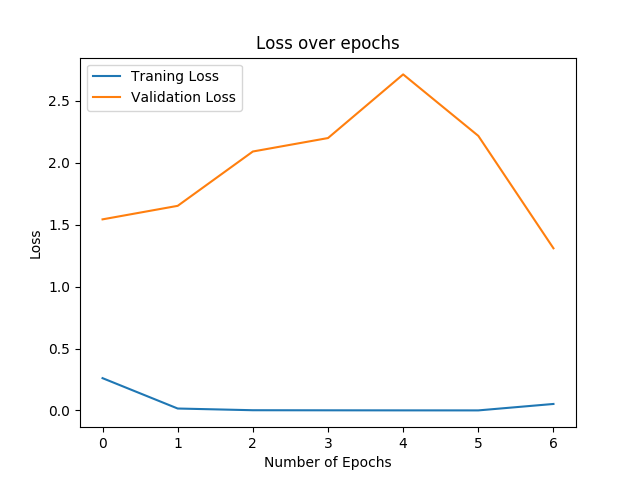 Loss over epochs
Traning Loss
Validation Loss
2.5
2.0
1.5
1.0
0.5
0.0
Loss
0 1 2 3 4 5 6
Number of Epochs